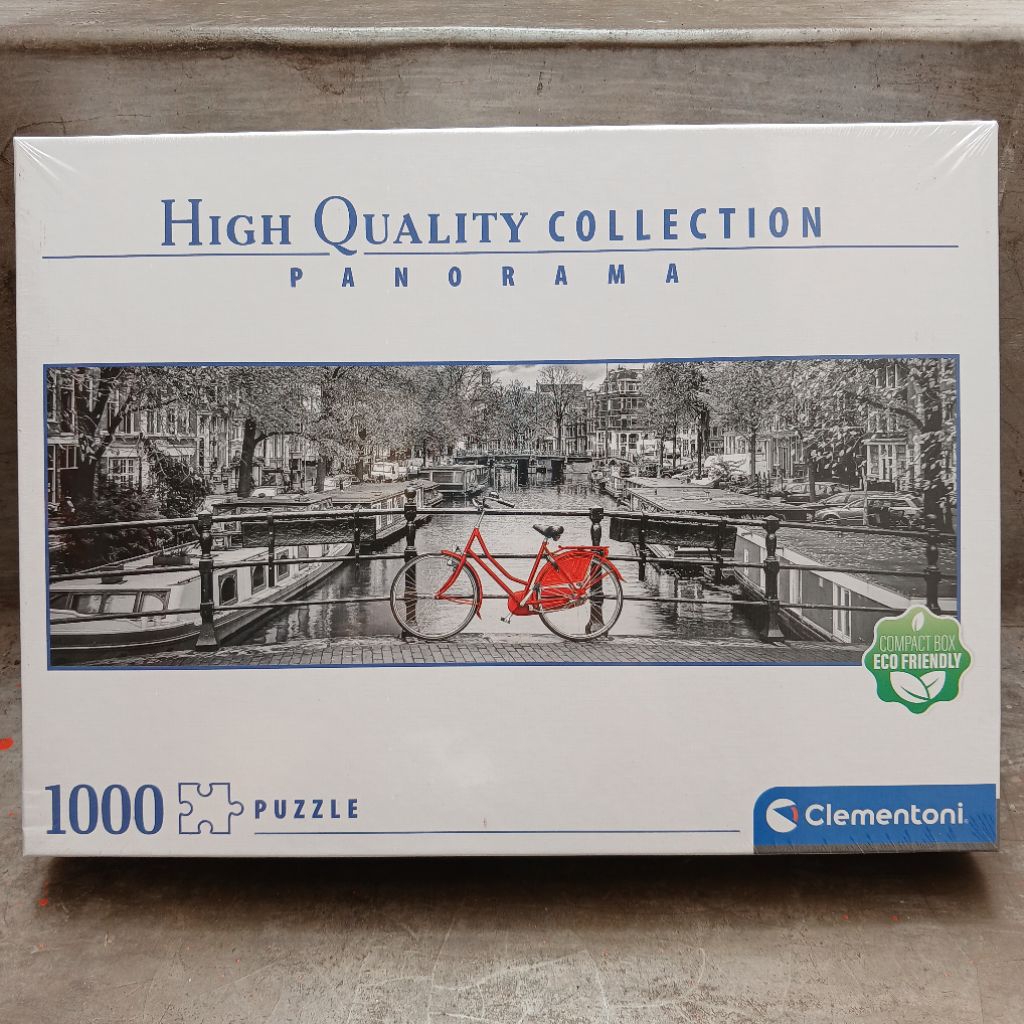 HIGH QUALITY COLLECTION
PANORAMA
COMPACT BOX
ECO FRIENDLY
1000 PUZZLE
Clementoni